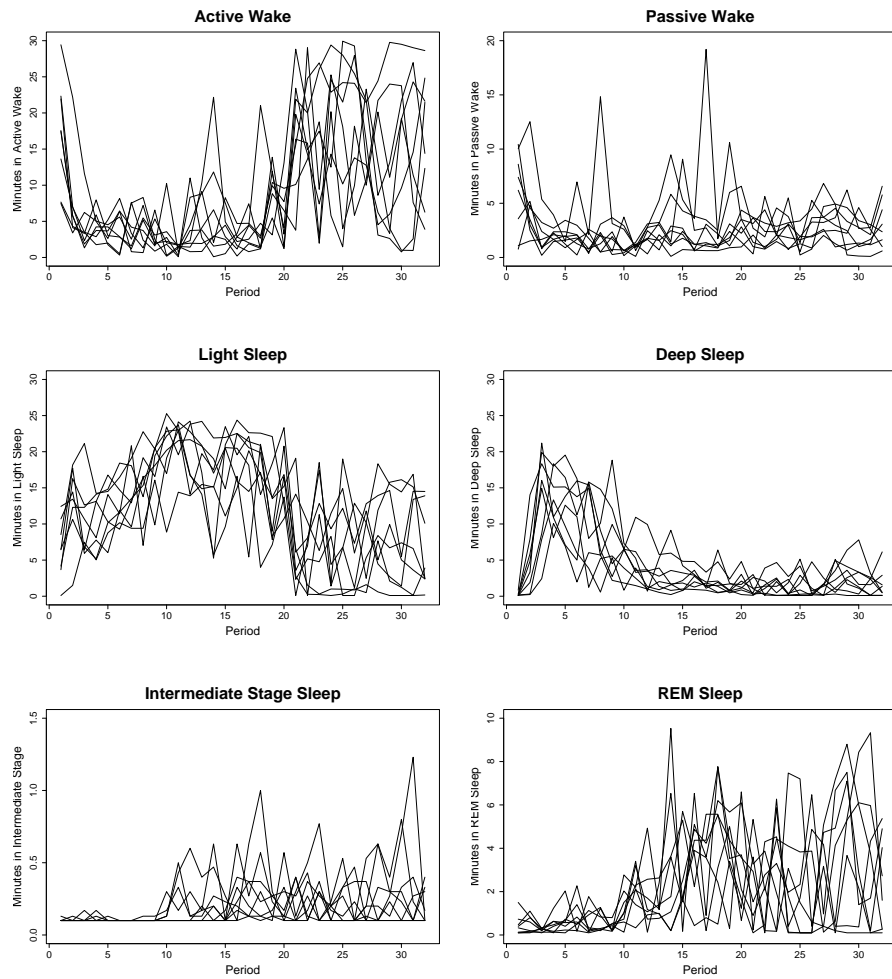 Active Wake
Minutes in Active Wake
0 5 10 15 20 25 30
0 5 10 15 20 25 30
Period
Passive Wake
Minutes in Passive Wake
0 5 10 15 20
0 5 10 15 20 25 30
Period
Light Sleep
Minutes in Light Sleep
0 5 10 15 20 25 30
0 5 10 15 20 25 30
Period
Deep Sleep
Minutes in Deep Sleep
0 5 10 15 20 25 30
0 5 10 15 20 25 30
Period
Intermediate Stage Sleep
Minutes in Intermediate Stage
0.0 0.5 1.0 1.5
0 5 10 15 20 25 30
Period
REM Sleep
Minutes in REM Sleep
0 2 4 6 8 10
0 5 10 15 20 25 30
Period